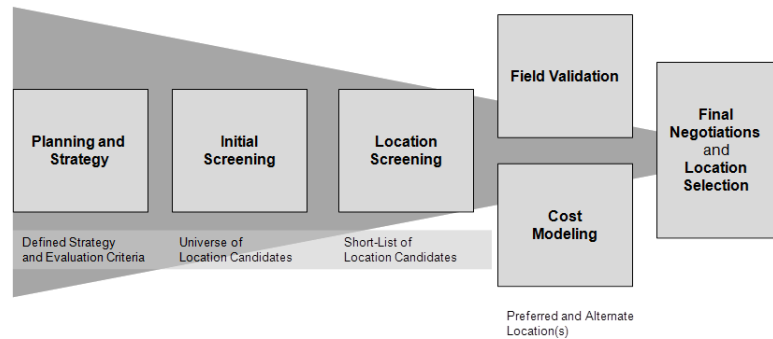 Planning and
Strategy
Initial
Screening
Location
Screening
Field Validation
Cost
Modeling
Final
Negotiations
and
Location
Selection
Defined Strategy
and Evaluation Criteria
Universe of
Location Candidates
Short-List of
Location Candidates
Preferred and Alternate
Location(s)